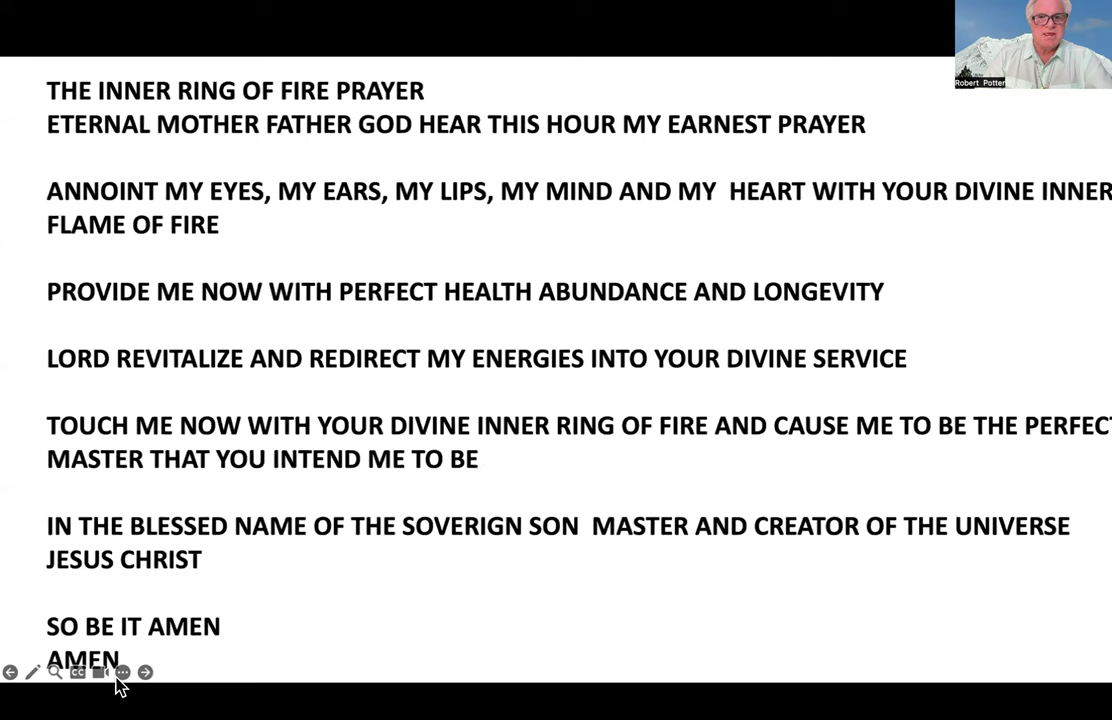 Robert Potter
THE INNER RING OF FIRE PRAYER
ETERNAL MOTHER FATHER GOD HEAR THIS HOUR MY EARNEST PRAYER
ANNOINT MY EYES, MY EARS, MY LIPS, MY MIND AND MY HEART WITH YOUR DIVINE INNER
FLAME OF FIRE
PROVIDE ME NOW WITH PERFECT HEALTH ABUNDANCE AND LONGEVITY
LORD REVITALIZE AND REDIRECT MY ENERGIES INTO YOUR DIVINE SERVICE
TOUCH ME NOW WITH YOUR DIVINE INNER RING OF FIRE AND CAUSE ME TO BE THE PERFECT
MASTER THAT YOU INTEND ME TO BE
IN THE BLESSED NAME OF THE SOVERIGN SON MASTER AND CREATOR OF THE UNIVERSE
JESUS CHRIST
SO BE IT AMEN
AMEN
CC